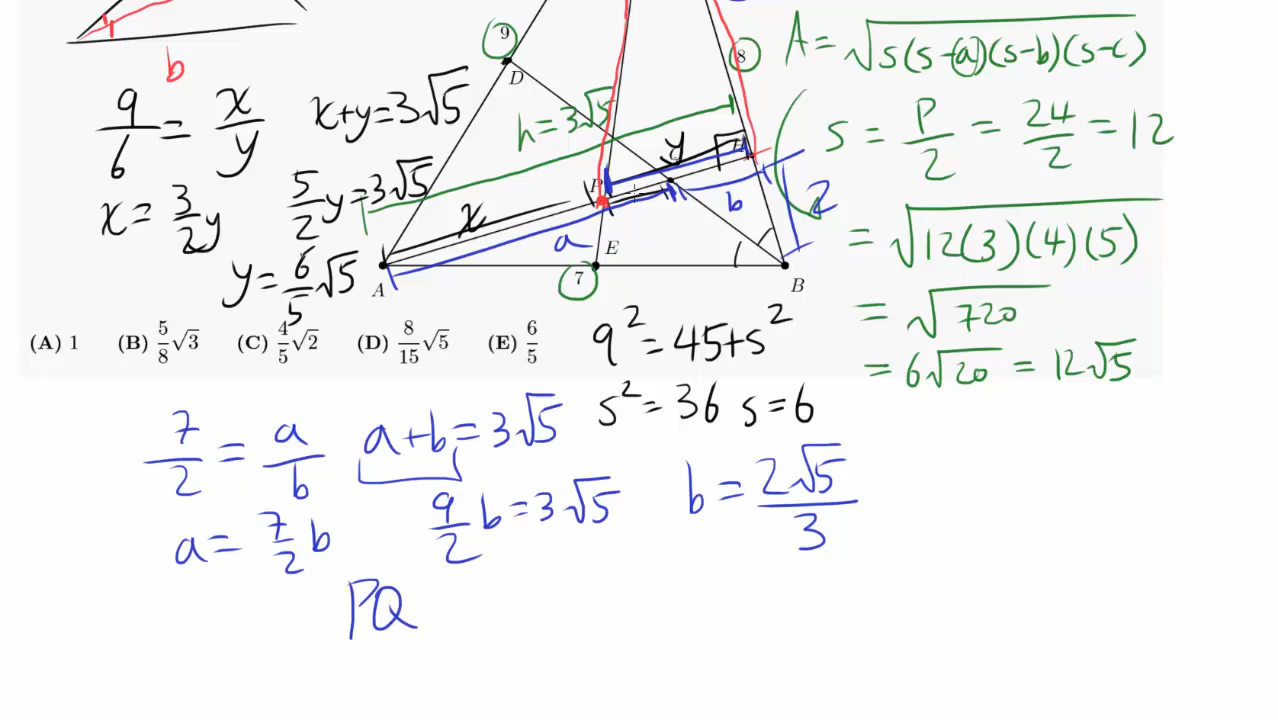 b
9/6 = x/y
x = 3/2 y
x+y = 3√5
5/2 y = 3√5
y = 6/5 √5
9
D
h = 3√5
8
P
y
H
x
a
b
2
E
A
7
B
A = √s(s-a)(s-b)(s-c)
s = P/2 = 24/2 = 12
= √12(3)(4)(5)
= √720
= 6√20 = 12√5
(A) 1 (B) 5/8 √3 (C) 4/5 √2 (D) 8/15 √5 (E) 6/5
9² = 45+s²
s² = 36 s = 6
7/2 = a/b
a+b = 3√5
a = 7/2 b
9/2 b = 3√5
b = 2√5/3
PQ